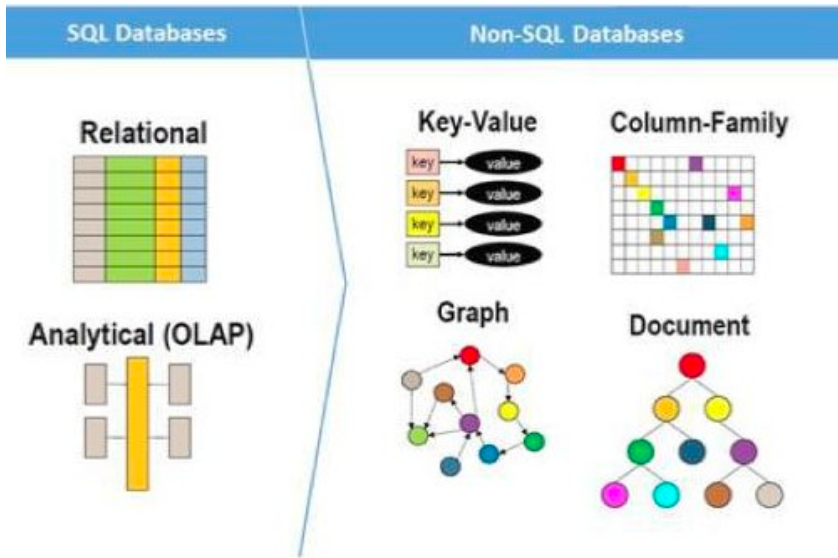 SQL Databases
Non-SQL Databases
Relational
Analytical (OLAP)
Key-Value
key
value
key
value
key
value
key
value
Column-Family
Graph
Document